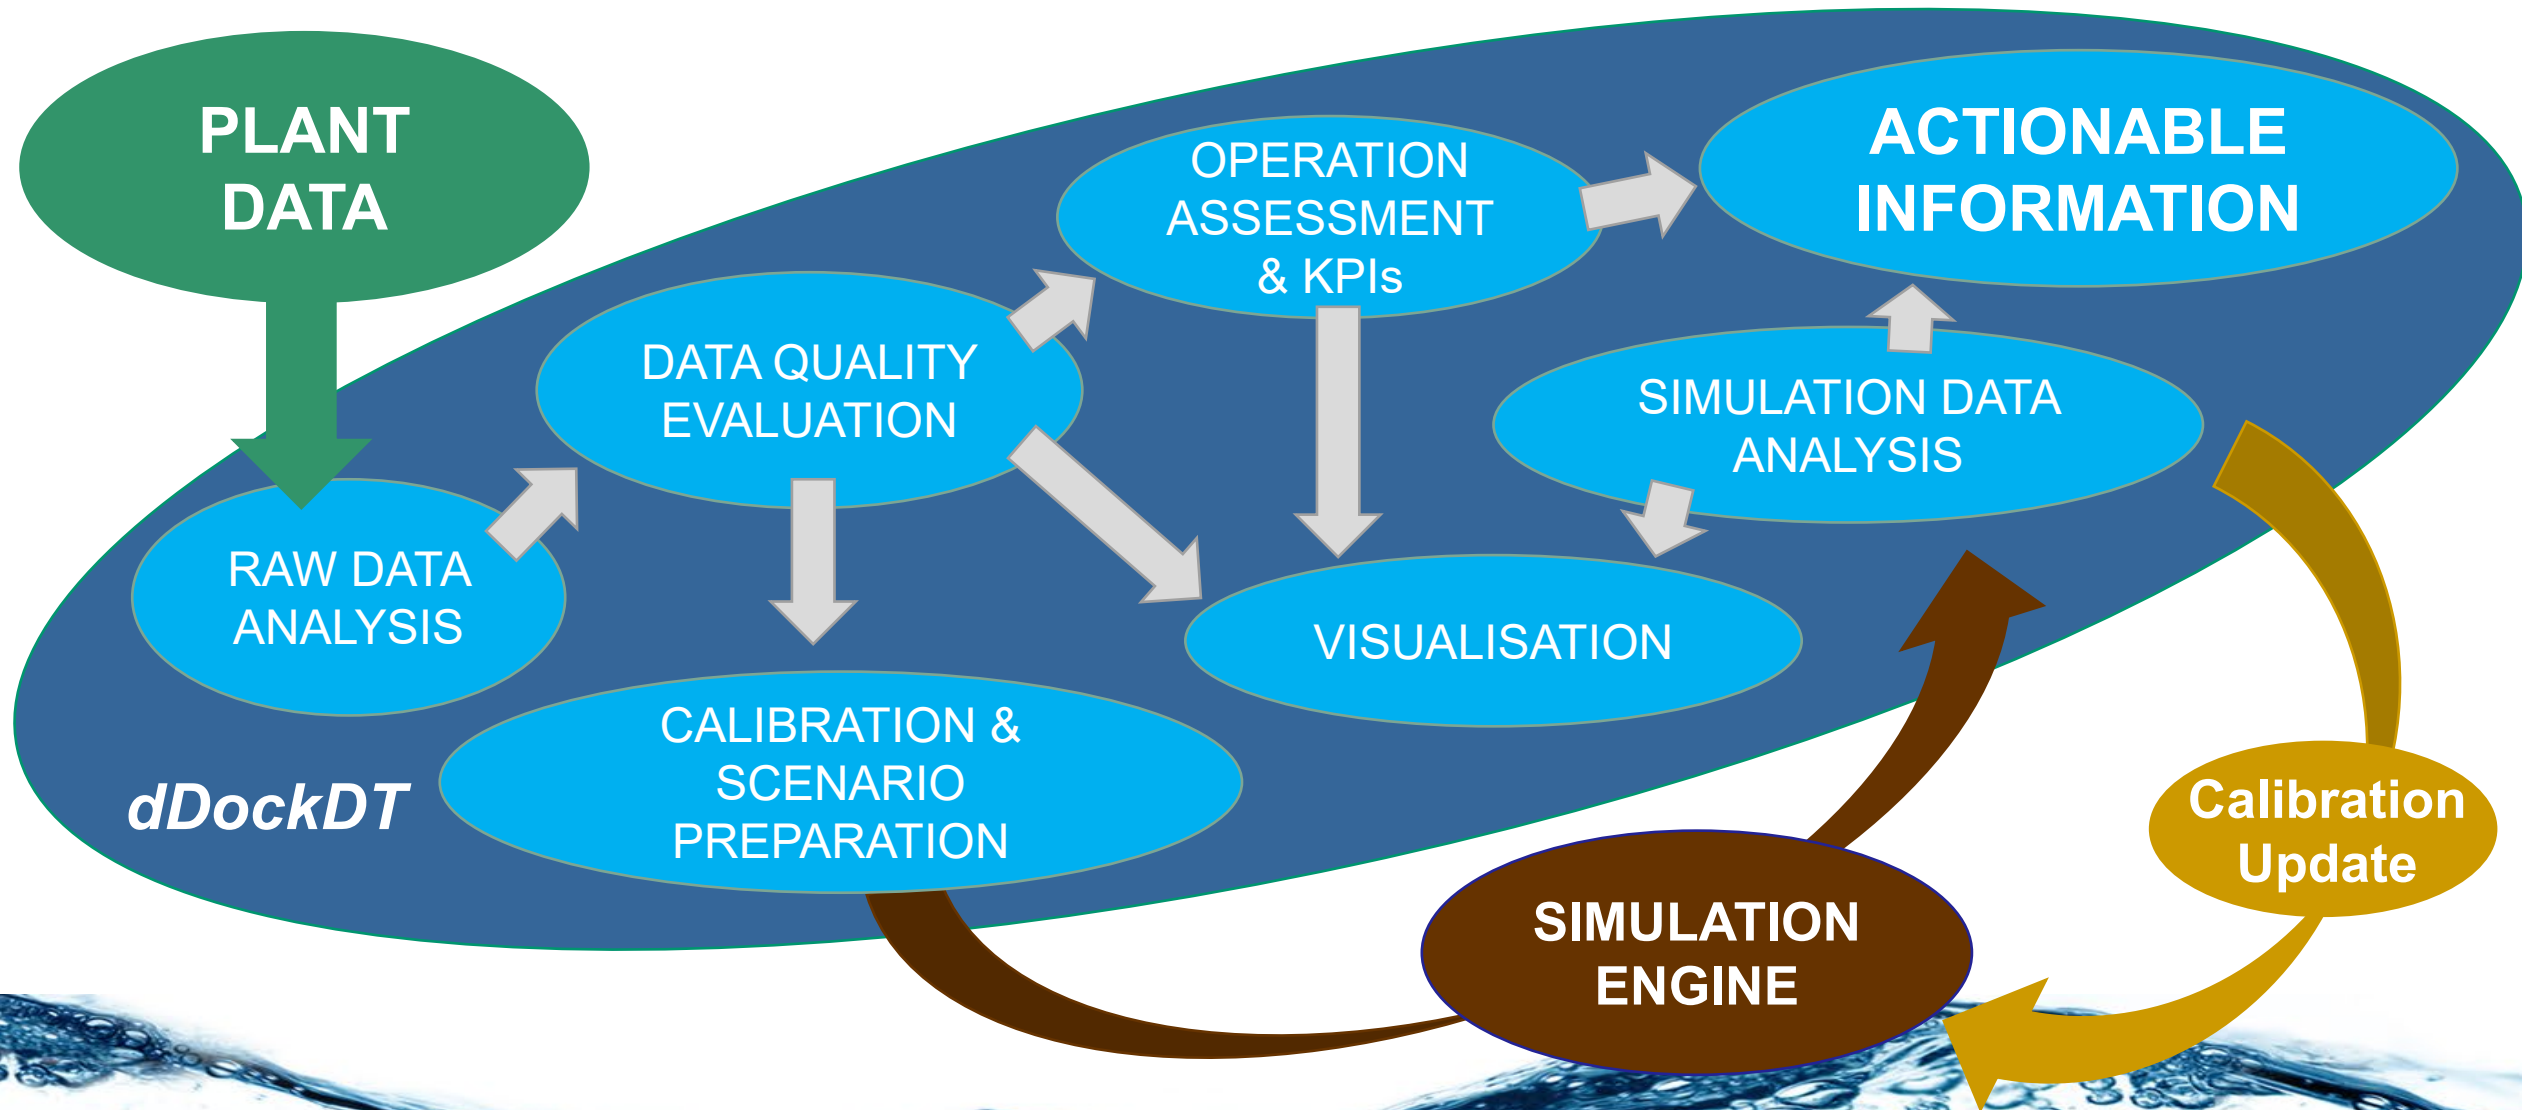 PLANT
DATA
ACTIONABLE
INFORMATION
OPERATION
ASSESSMENT
& KPIs
DATA QUALITY
EVALUATION
SIMULATION DATA
ANALYSIS
RAW DATA
ANALYSIS
VISUALISATION
CALIBRATION &
SCENARIO
PREPARATION
dDockDT
Calibration
Update
SIMULATION
ENGINE